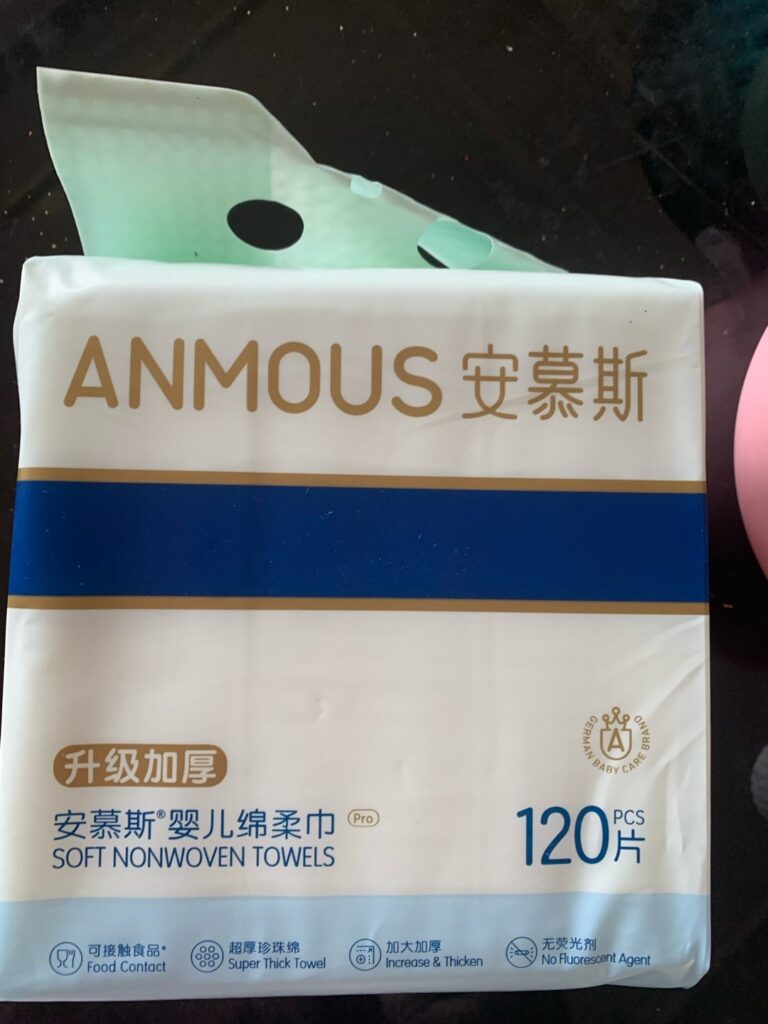 ANMOUS 安慕斯
GERMAN BABY CARE BRAND
A
升级加厚
安慕斯®婴儿绵柔巾 Pro
SOFT NONWOVEN TOWELS
120 PCS
片
可接触食品*
Food Contact
超厚珍珠绵
Super Thick Towel
加大加厚
Increase & Thicken
无荧光剂
No Fluorescent Agent